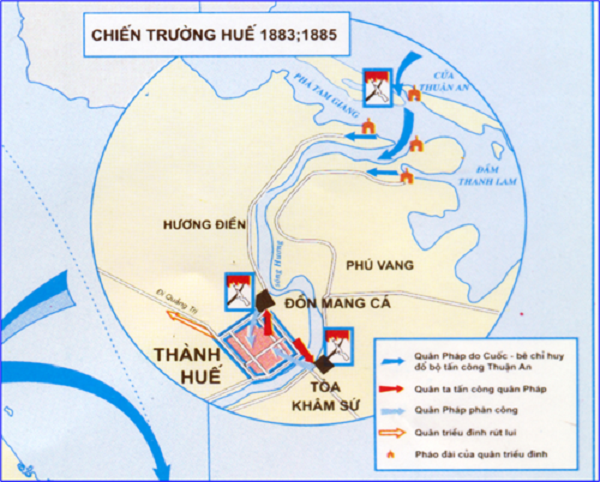 CHIẾN TRƯỜNG HUẾ 1883;1885
CỬA
THUẬN AN
PHÁ TAM GIANG
ĐẦM
THANH LAM
HƯƠNG ĐIỀN
Sông Hương
PHÚ VANG
Đi Quảng Trị
ĐỒN MANG CÁ
THÀNH
HUẾ
TÒA
KHÂM SỨ
Quân Pháp do Cuốc - bê chỉ huy
đổ bộ tấn công Thuận An
Quân ta tấn công quân Pháp
Quân Pháp phản công
Quân triều đình rút lui
Pháo đài của quân triều đình